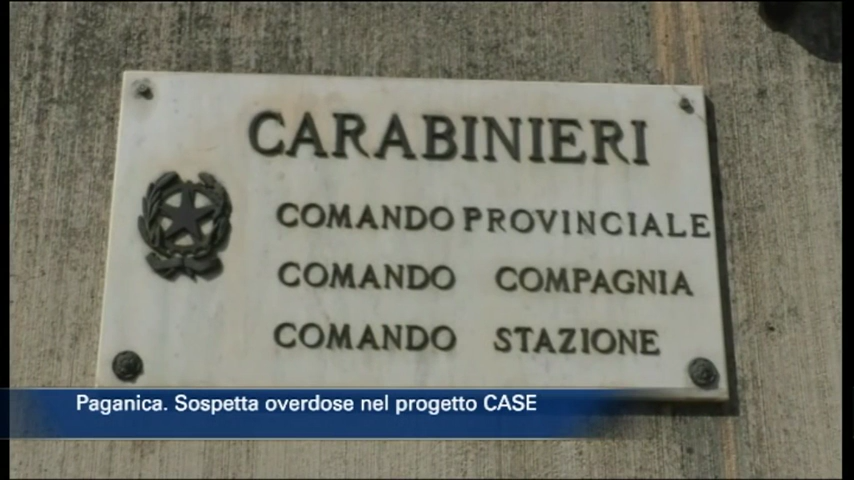 CARABINIERI
COMANDO PROVINCIALE
COMANDO COMPAGNIA
COMANDO STAZIONE
Paganica. Sospetta overdose nel progetto CASE